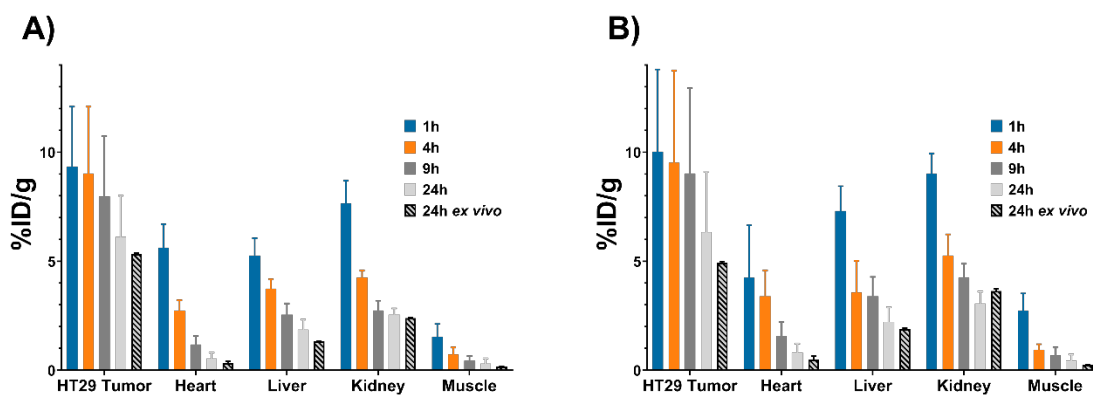 A)
%ID/g
10
5
0
1h
4h
9h
24h
24h ex vivo
HT29 Tumor Heart Liver Kidney Muscle
B)
%ID/g
10
5
0
1h
4h
9h
24h
24h ex vivo
HT29 Tumor Heart Liver Kidney Muscle